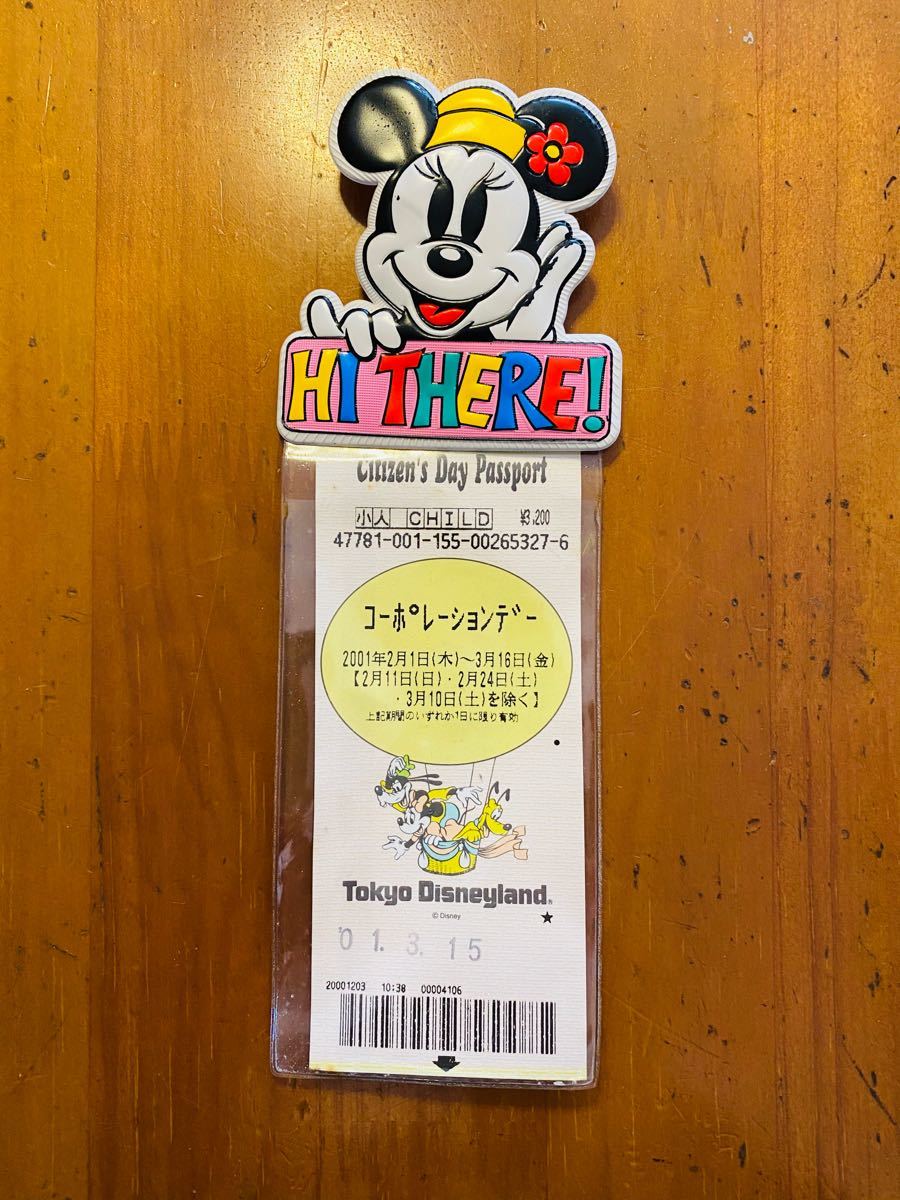 HI THERE!
Citizen's Day Passport
小人 CHILD ¥3,200
47781-001-155-00265327-6
コーポレーションデー
2001年2月1日(木)～3月16日(金)
【2月11日(日)・2月24日(土)
・3月10日(土)を除く】
上記期間のいずれか1日に限り有効
Tokyo Disneyland®
© Disney
'01.3.15
20001203 10:38 00004106